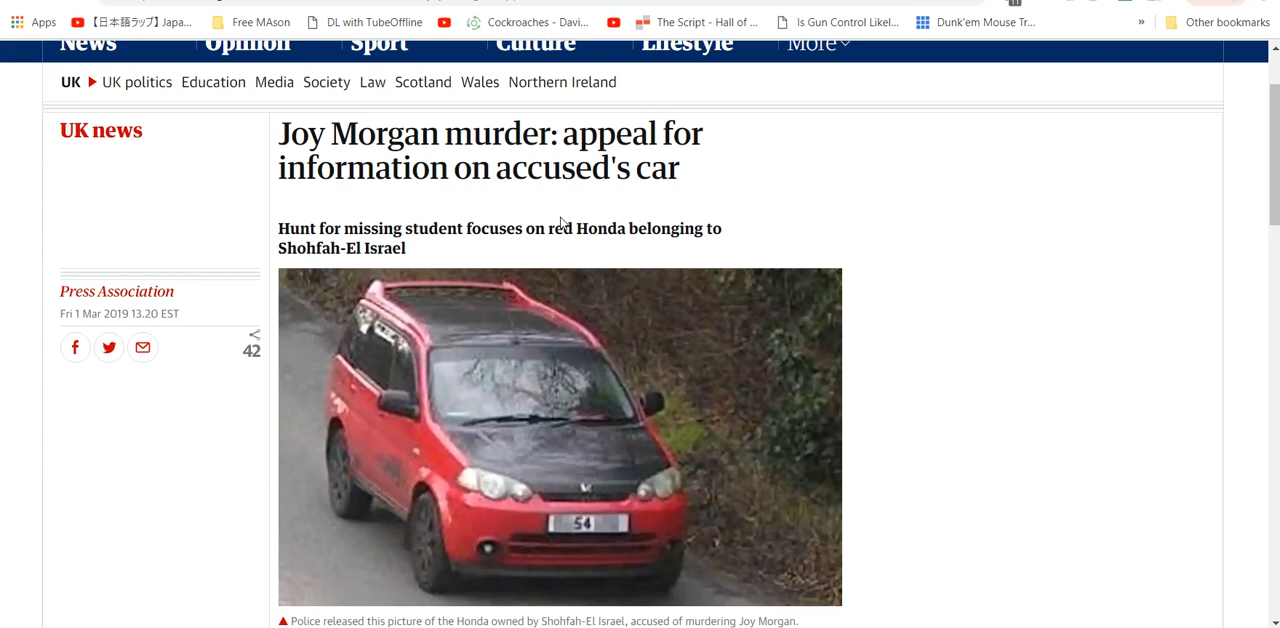 Apps
【日本語ラップ】Japa...
Free MAson
DL with TubeOffline
Cockroaches - Davi...
The Script - Hall of ...
Is Gun Control Likel...
Dunk'em Mouse Tr...
»
Other bookmarks
News
Opinion
Sport
Culture
Lifestyle
More
UK
UK politics
Education
Media
Society
Law
Scotland
Wales
Northern Ireland
UK news
Joy Morgan murder: appeal for
information on accused's car
Hunt for missing student focuses on red Honda belonging to
Shohfah-El Israel
Press Association
Fri 1 Mar 2019 13.20 EST
42
54
Police released this picture of the Honda owned by Shohfah-El Israel, accused of murdering Joy Morgan.